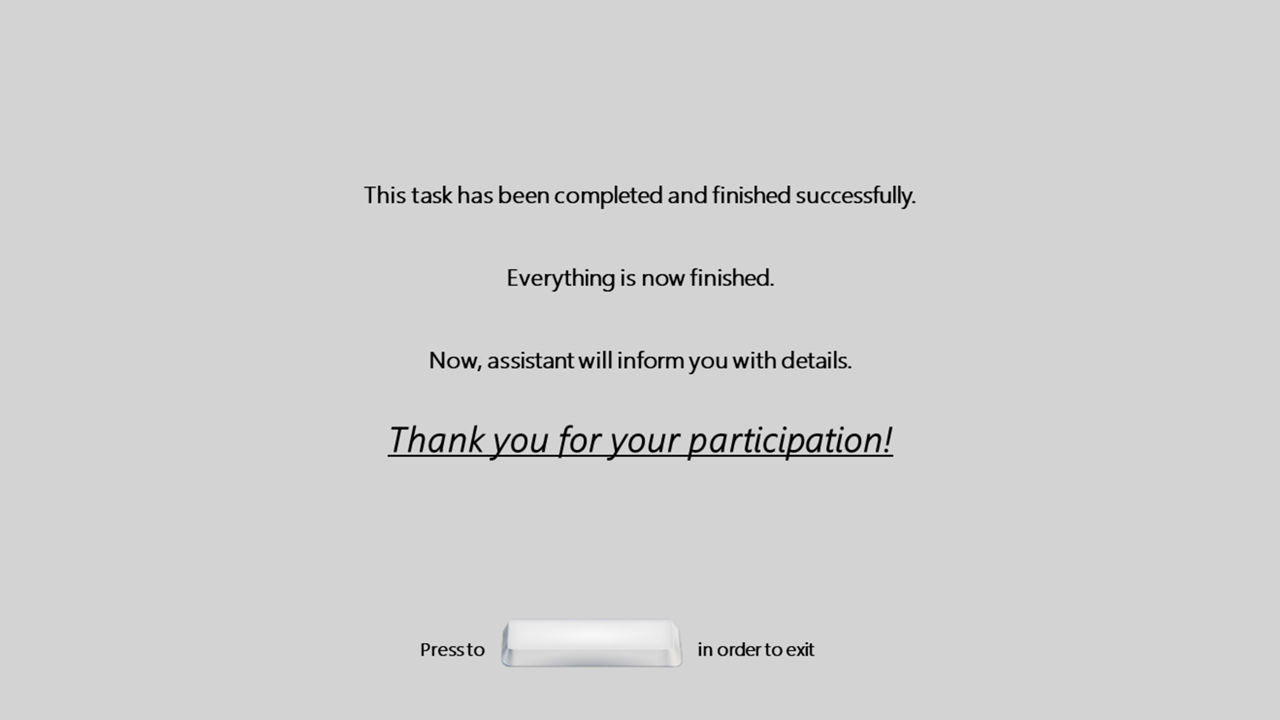 This task has been completed and finished successfully.
Everything is now finished.
Now, assistant will inform you with details.
Thank you for your participation!
Press to in order to exit